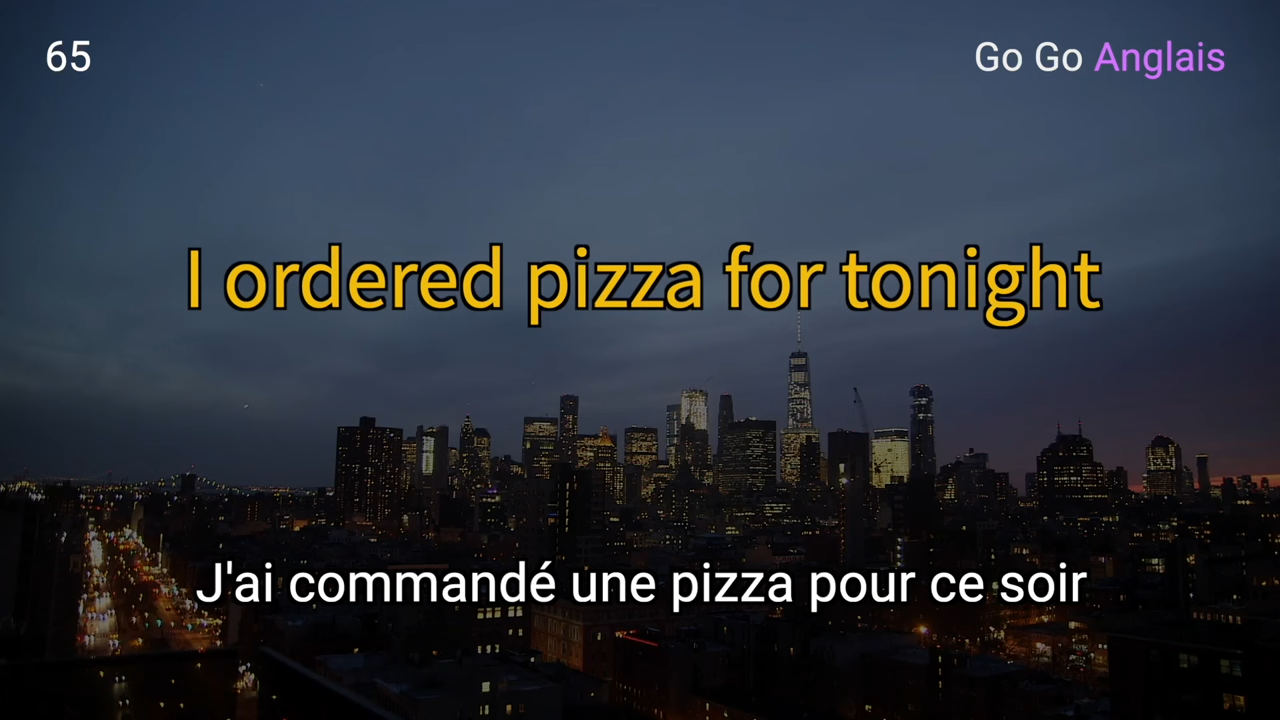 65
Go Go Anglais
I ordered pizza for tonight
J'ai commandé une pizza pour ce soir